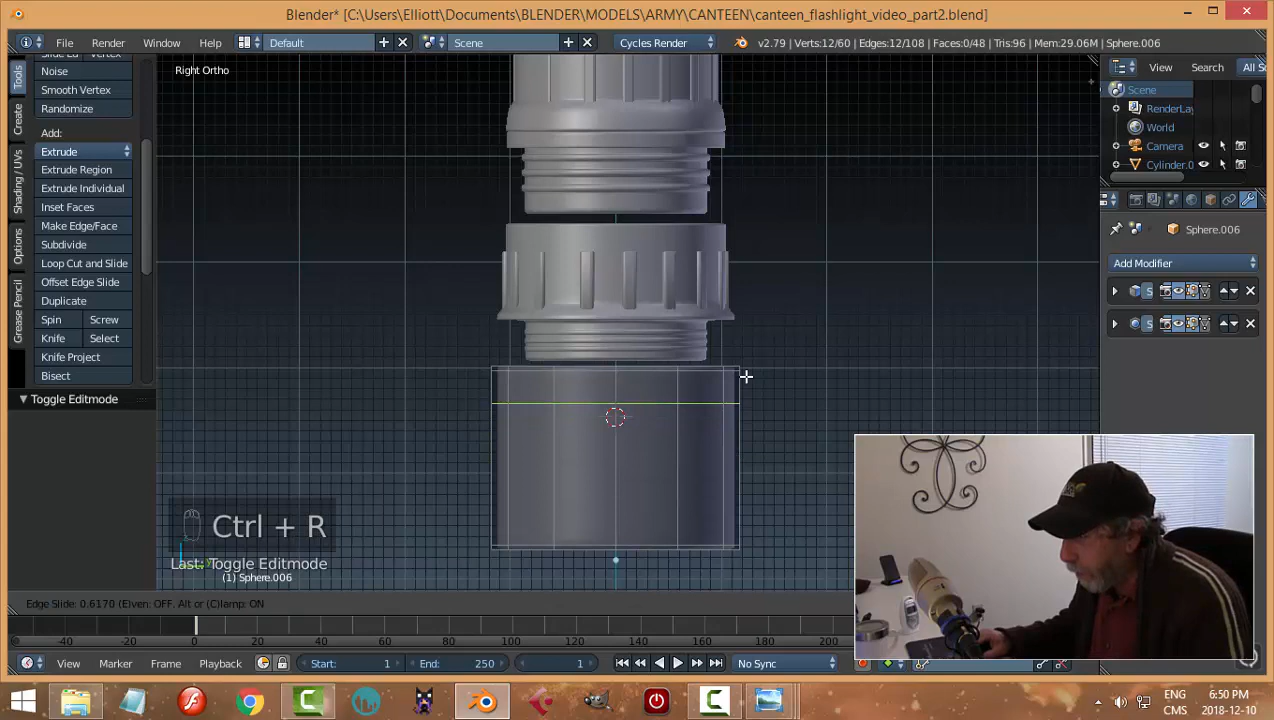 Blender* [C:\Users\Elliott\Documents\BLENDER\MODELS\ARMY\CANTEEN\canteen_flashlight_video_part2.blend]
File Render Window Help Default Scene Cycles Render v2.79 | Verts:12/60 | Edges:12/108 | Faces:0/48 | Tris:96 | Mem:29.06M | Sphere.006
Right Ortho
View Search All Sc
Tools
Create
Shading / UVs
Options
Grease Pencil
Noise
Smooth Vertex
Randomize
Add:
Extrude
Extrude Region
Extrude Individual
Inset Faces
Make Edge/Face
Subdivide
Loop Cut and Slide
Offset Edge Slide
Duplicate
Spin Screw
Knife Select
Knife Project
Bisect
Toggle Editmode
Scene
RenderLay
World
Camera
Cylinder.0
Sphere.006
Add Modifier
S
S
Ctrl + R
Last: Toggle Editmode
(1) Sphere.006
Edge Slide: 0.6170 (E)ven: OFF, Alt or (C)lamp: ON
-40 -20 0 20 40 60 80 100 120 140 160 180 200
View Marker Frame Playback Start: 1 End: 250 1 No Sync
ENG 6:50 PM
CMS 2018-12-10